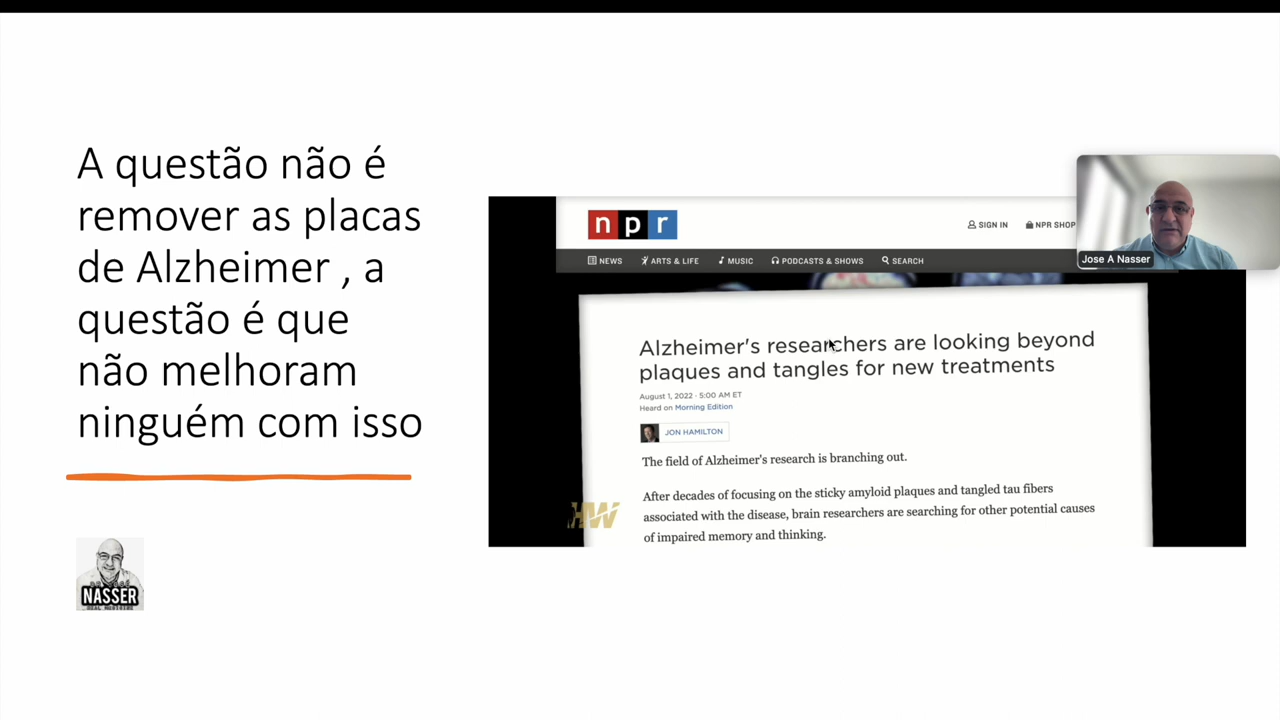 A questão não é
remover as placas
de Alzheimer , a
questão é que
não melhoram
ninguém com isso
NASSER
npr
SIGN IN
NPR SHOP
NEWS
ARTS & LIFE
MUSIC
PODCASTS & SHOWS
SEARCH
Jose A Nasser
Alzheimer's researchers are looking beyond
plaques and tangles for new treatments
August 1, 2022 · 5:00 AM ET
Heard on Morning Edition
JON HAMILTON
The field of Alzheimer's research is branching out.
After decades of focusing on the sticky amyloid plaques and tangled tau fibers
associated with the disease, brain researchers are searching for other potential causes
of impaired memory and thinking.
HW